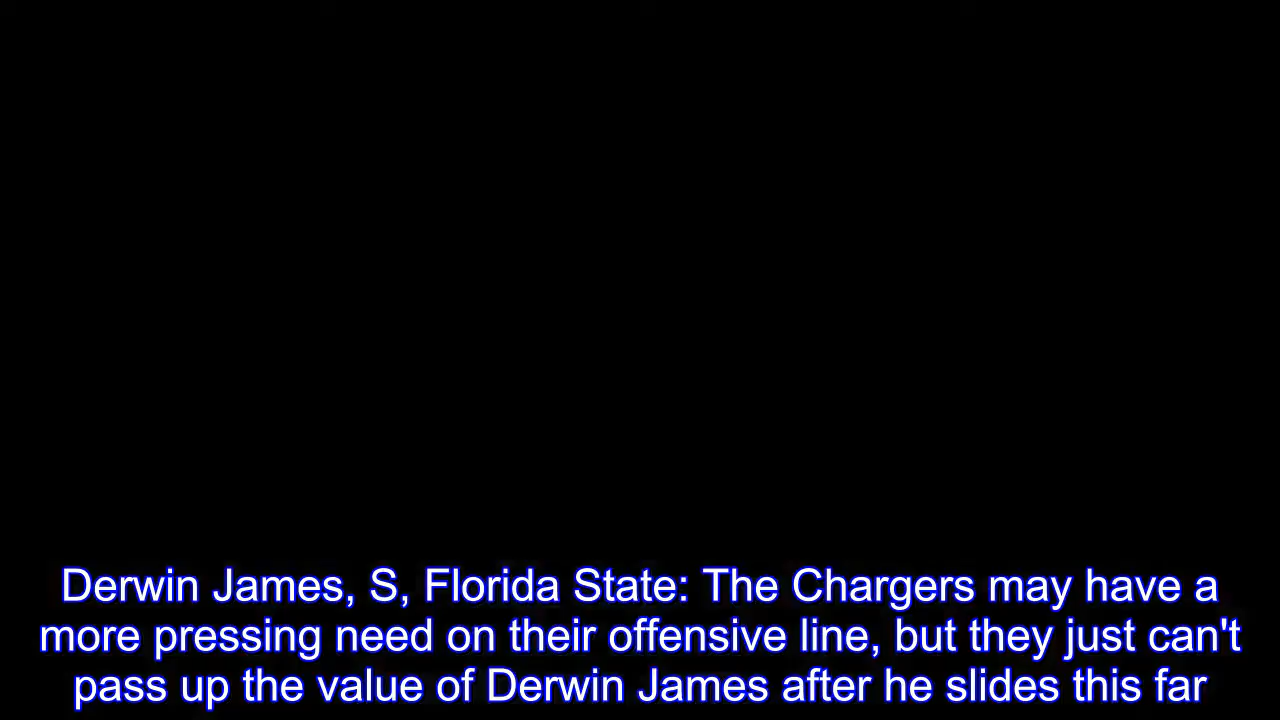 Derwin James, S, Florida State: The Chargers may have a
more pressing need on their offensive line, but they just can't
pass up the value of Derwin James after he slides this far